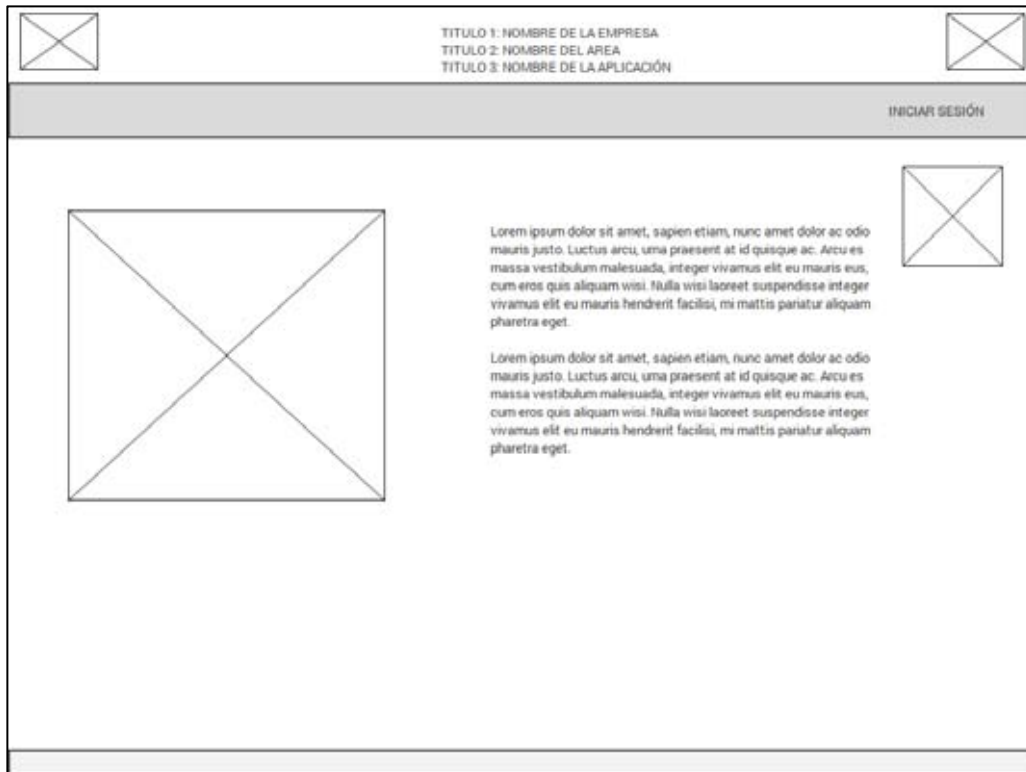 TITULO 1: NOMBRE DE LA EMPRESA
TITULO 2: NOMBRE DEL AREA
TITULO 3: NOMBRE DE LA APLICACIÓN
INICIAR SESIÓN
Lorem ipsum dolor sit amet, sapien etiam, nunc amet dolor ac odio
mauris justo. Luctus arcu, urna praesent at id quisque ac. Arcu es
massa vestibulum malesuada, integer vivamus elit eu mauris eus,
cum eros quis aliquam wisi. Nulla wisi laoreet suspendisse integer
vivamus elit eu mauris hendrerit facilisi, mi mattis pariatur aliquam
pharetra eget.
Lorem ipsum dolor sit amet, sapien etiam, nunc amet dolor ac odio
mauris justo. Luctus arcu, urna praesent at id quisque ac. Arcu es
massa vestibulum malesuada, integer vivamus elit eu mauris eus,
cum eros quis aliquam wisi. Nulla wisi laoreet suspendisse integer
vivamus elit eu mauris hendrerit facilisi, mi mattis pariatur aliquam
pharetra eget.